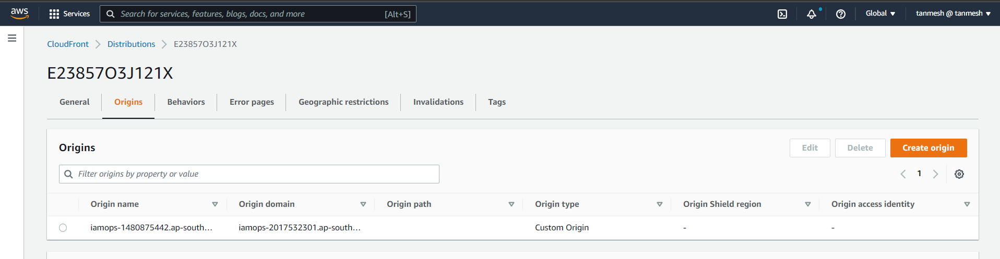 aws
Services
Search for services, features, blogs, docs, and more [Alt+S]
Global
tanmesh @ tanmesh
CloudFront Distributions E23857O3J121X
E23857O3J121X
General Origins Behaviors Error pages Geographic restrictions Invalidations Tags
Origins
Edit Delete Create origin
Filter origins by property or value
1
Origin name Origin domain Origin path Origin type Origin Shield region Origin access identity
iamops-1480875442.ap-south... iamops-2017532301.ap-south... Custom Origin - -